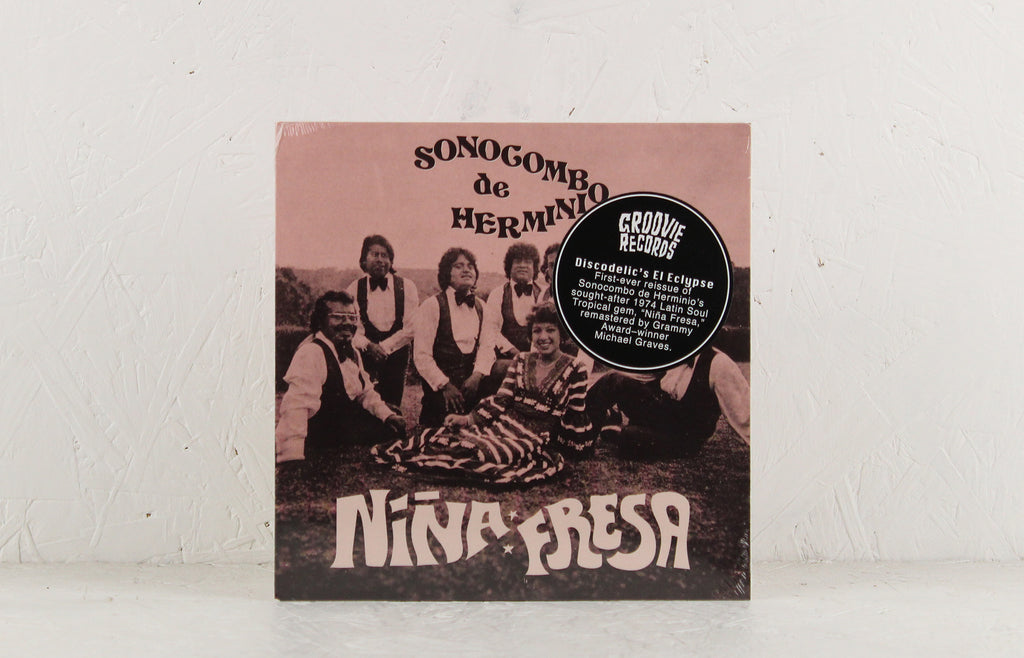 SONOCOMBO
de
HERMINIO
GROOVIE
RECORDS
Discodelic's El Eclypse
First-ever reissue of
Sonocombo de Herminio's
sought-after 1974 Latin Soul
Tropical gem, "Niña Fresa,"
remastered by Grammy
Award–winner
Michael Graves.
NIÑA FRESA